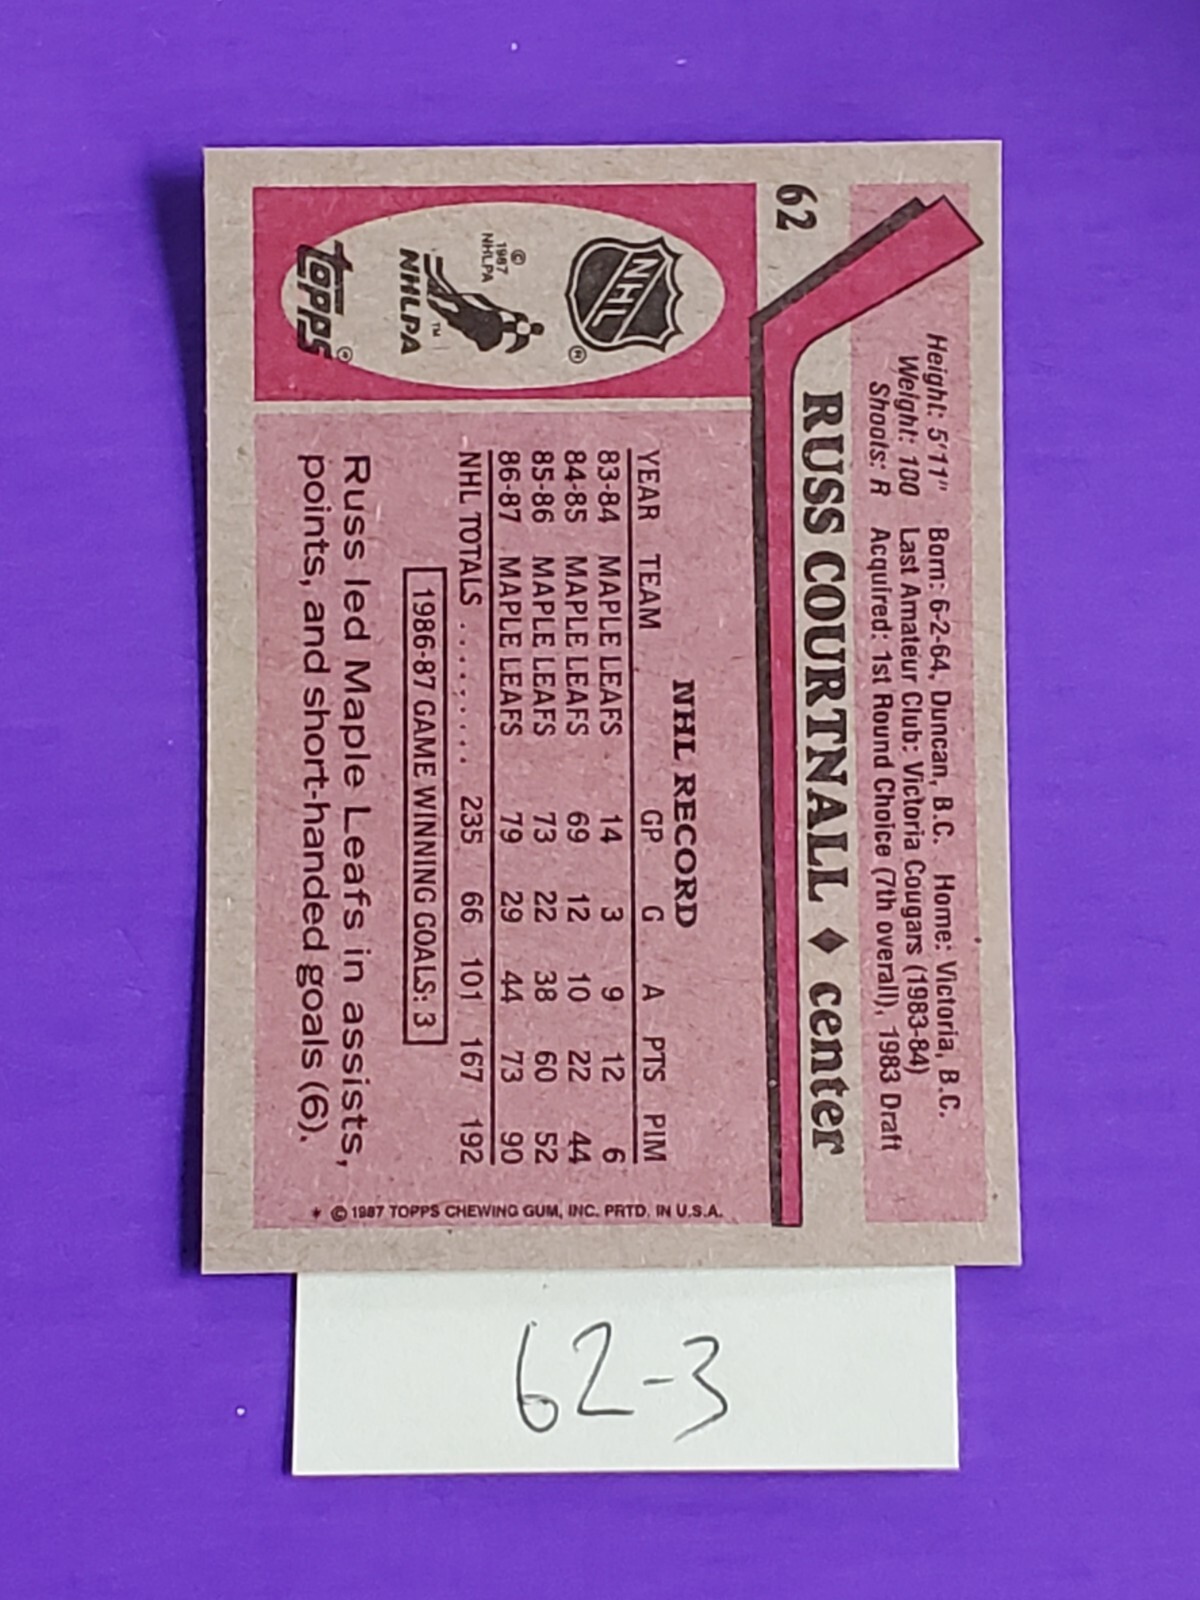 62
Height: 5'11" Born: 6-2-64, Duncan, B.C. Home: Victoria, B.C.
Weight: 100 Last Amateur Club: Victoria Cougars (1983-84)
Shoots: R Acquired: 1st Round Choice (7th overall), 1983 Draft
RUSS COURTNALL ♦ center
NHL
®
© 1987 NHLPA
TM
NHLPA
topps®
NHL RECORD
YEAR TEAM GP G A PTS PIM
83-84 MAPLE LEAFS 14 3 9 12 6
84-85 MAPLE LEAFS 69 12 10 22 44
85-86 MAPLE LEAFS 73 22 38 60 52
86-87 MAPLE LEAFS 79 29 44 73 90
NHL TOTALS ......... 235 66 101 167 192
1986-87 GAME WINNING GOALS: 3
Russ led Maple Leafs in assists,
points, and short-handed goals (6).
* © 1987 TOPPS CHEWING GUM, INC. PRTD. IN U.S.A.
62-3